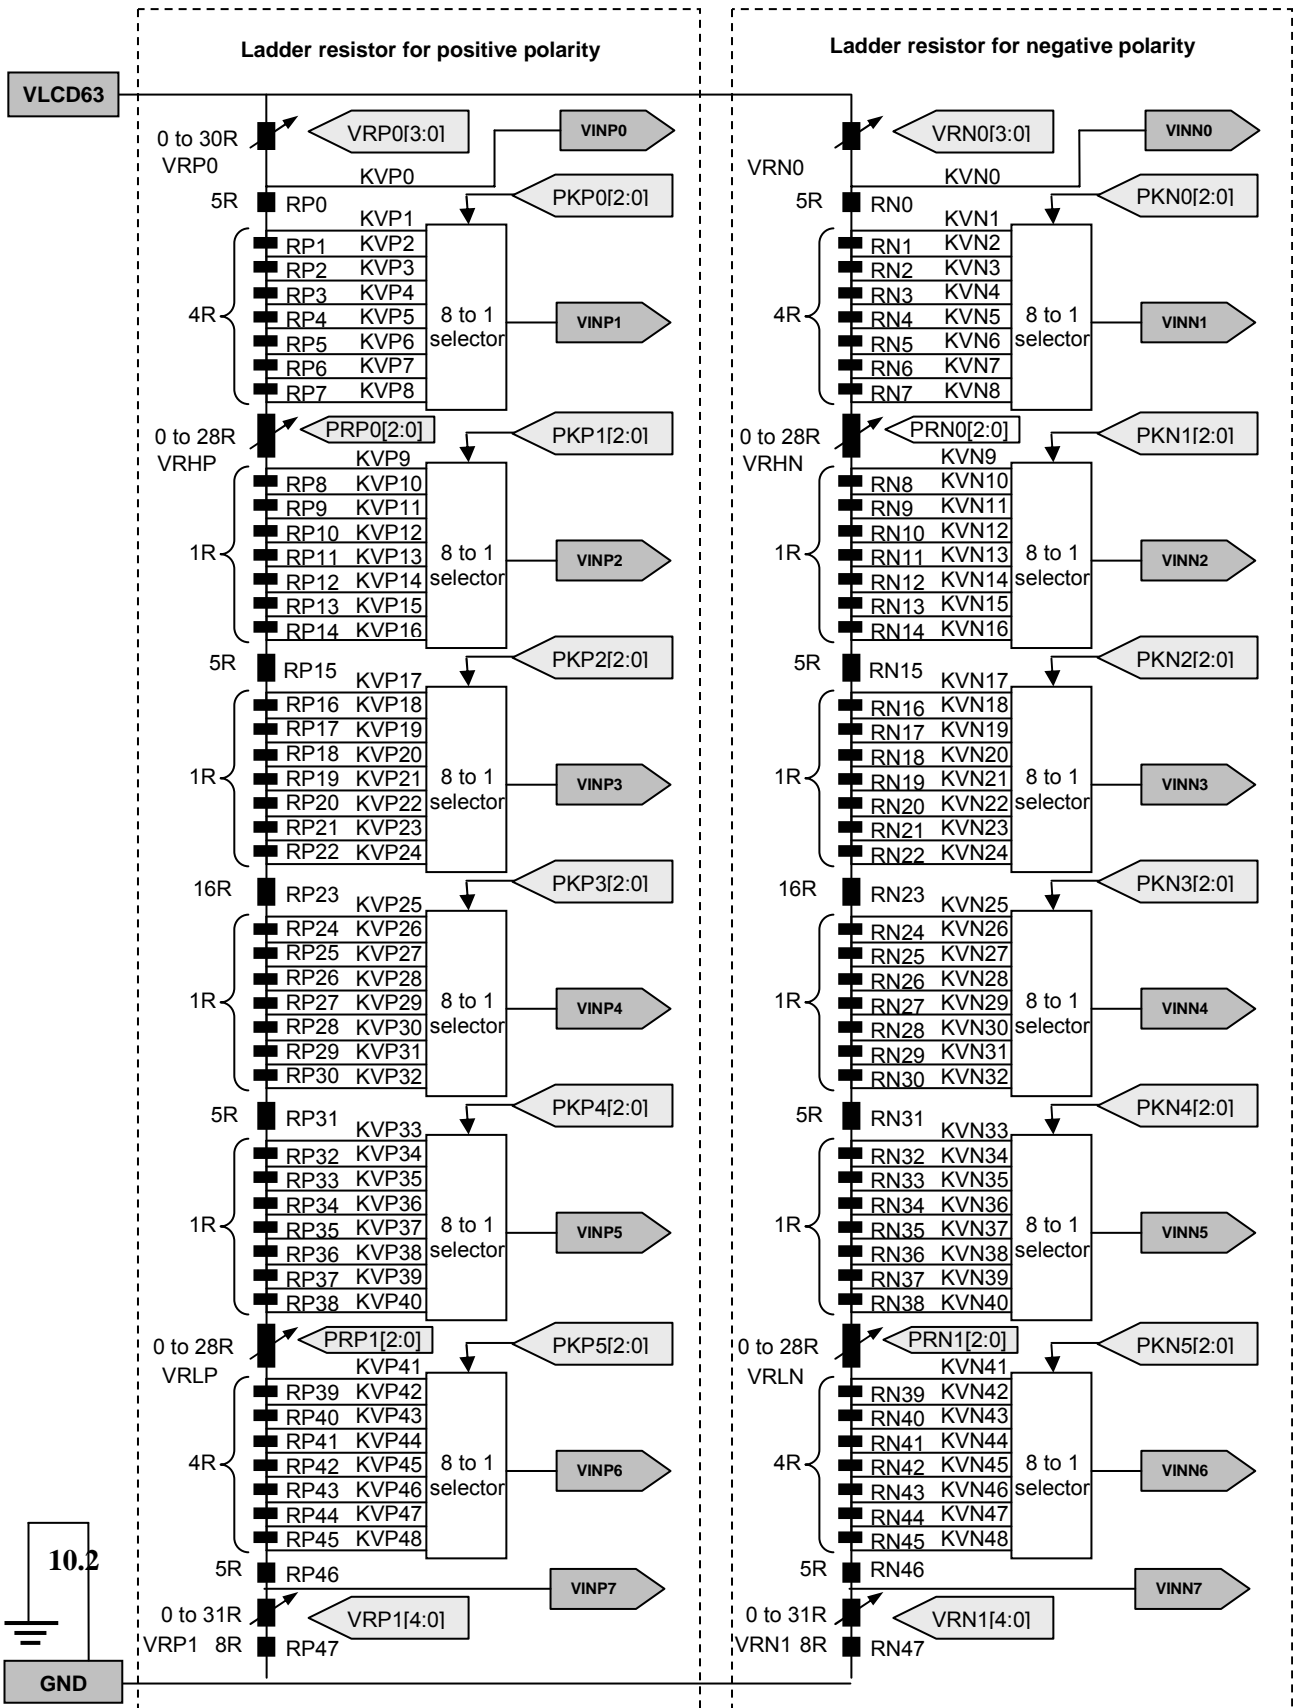 Ladder resistor for positive polarity
Ladder resistor for negative polarity
VLCD63
0 to 30R
VRP0
VRP0[3:0]
VINP0
KVP0
5R
RP0
PKP0[2:0]
KVP1
RP1 KVP2
RP2 KVP3
RP3 KVP4
RP4 KVP5
RP5 KVP6
RP6 KVP7
RP7 KVP8
4R
8 to 1
selector
VINP1
0 to 28R
VRHP
PRP0[2:0]
PKP1[2:0]
KVP9
RP8 KVP10
RP9 KVP11
RP10 KVP12
RP11 KVP13
RP12 KVP14
RP13 KVP15
RP14 KVP16
1R
8 to 1
selector
VINP2
5R
RP15
PKP2[2:0]
KVP17
RP16 KVP18
RP17 KVP19
RP18 KVP20
RP19 KVP21
RP20 KVP22
RP21 KVP23
RP22 KVP24
1R
8 to 1
selector
VINP3
16R
RP23
PKP3[2:0]
KVP25
RP24 KVP26
RP25 KVP27
RP26 KVP28
RP27 KVP29
RP28 KVP30
RP29 KVP31
RP30 KVP32
1R
8 to 1
selector
VINP4
5R
RP31
PKP4[2:0]
KVP33
RP32 KVP34
RP33 KVP35
RP34 KVP36
RP35 KVP37
RP36 KVP38
RP37 KVP39
RP38 KVP40
1R
8 to 1
selector
VINP5
0 to 28R
VRLP
PRP1[2:0]
PKP5[2:0]
KVP41
RP39 KVP42
RP40 KVP43
RP41 KVP44
RP42 KVP45
RP43 KVP46
RP44 KVP47
RP45 KVP48
4R
8 to 1
selector
VINP6
5R
RP46
VINP7
0 to 31R
VRP1
VRP1[4:0]
8R
RP47
VRN0
VRN0[3:0]
VINN0
KVN0
5R
RN0
PKN0[2:0]
KVN1
RN1 KVN2
RN2 KVN3
RN3 KVN4
RN4 KVN5
RN5 KVN6
RN6 KVN7
RN7 KVN8
4R
8 to 1
selector
VINN1
0 to 28R
VRHN
PRN0[2:0]
PKN1[2:0]
KVN9
RN8 KVN10
RN9 KVN11
RN10 KVN12
RN11 KVN13
RN12 KVN14
RN13 KVN15
RN14 KVN16
1R
8 to 1
selector
VINN2
5R
RN15
PKN2[2:0]
KVN17
RN16 KVN18
RN17 KVN19
RN18 KVN20
RN19 KVN21
RN20 KVN22
RN21 KVN23
RN22 KVN24
1R
8 to 1
selector
VINN3
16R
RN23
PKN3[2:0]
KVN25
RN24 KVN26
RN25 KVN27
RN26 KVN28
RN27 KVN29
RN28 KVN30
RN29 KVN31
RN30 KVN32
1R
8 to 1
selector
VINN4
5R
RN31
PKN4[2:0]
KVN33
RN32 KVN34
RN33 KVN35
RN34 KVN36
RN35 KVN37
RN36 KVN38
RN37 KVN39
RN38 KVN40
1R
8 to 1
selector
VINN5
0 to 28R
VRLN
PRN1[2:0]
PKN5[2:0]
KVN41
RN39 KVN42
RN40 KVN43
RN41 KVN44
RN42 KVN45
RN43 KVN46
RN44 KVN47
RN45 KVN48
4R
8 to 1
selector
VINN6
5R
RN46
VINN7
0 to 31R
VRN1
VRN1[4:0]
8R
RN47
10.2
GND